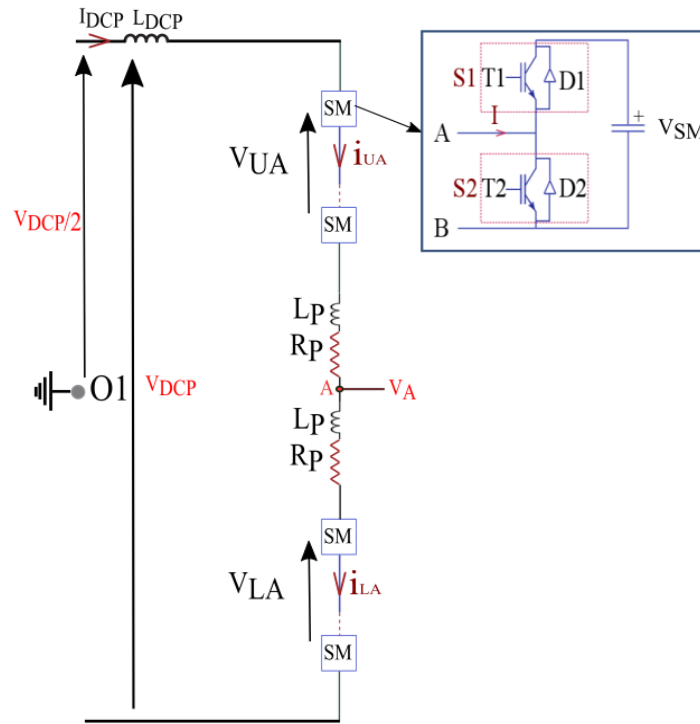 IDCP LDCP
SM
VUA
iUA
SM
VDCP/2
LP
RP
O1
VDCP
A
VA
LP
RP
SM
VLA
iLA
SM
S1 T1 D1
I
A
+
VSM
S2 T2 D2
B